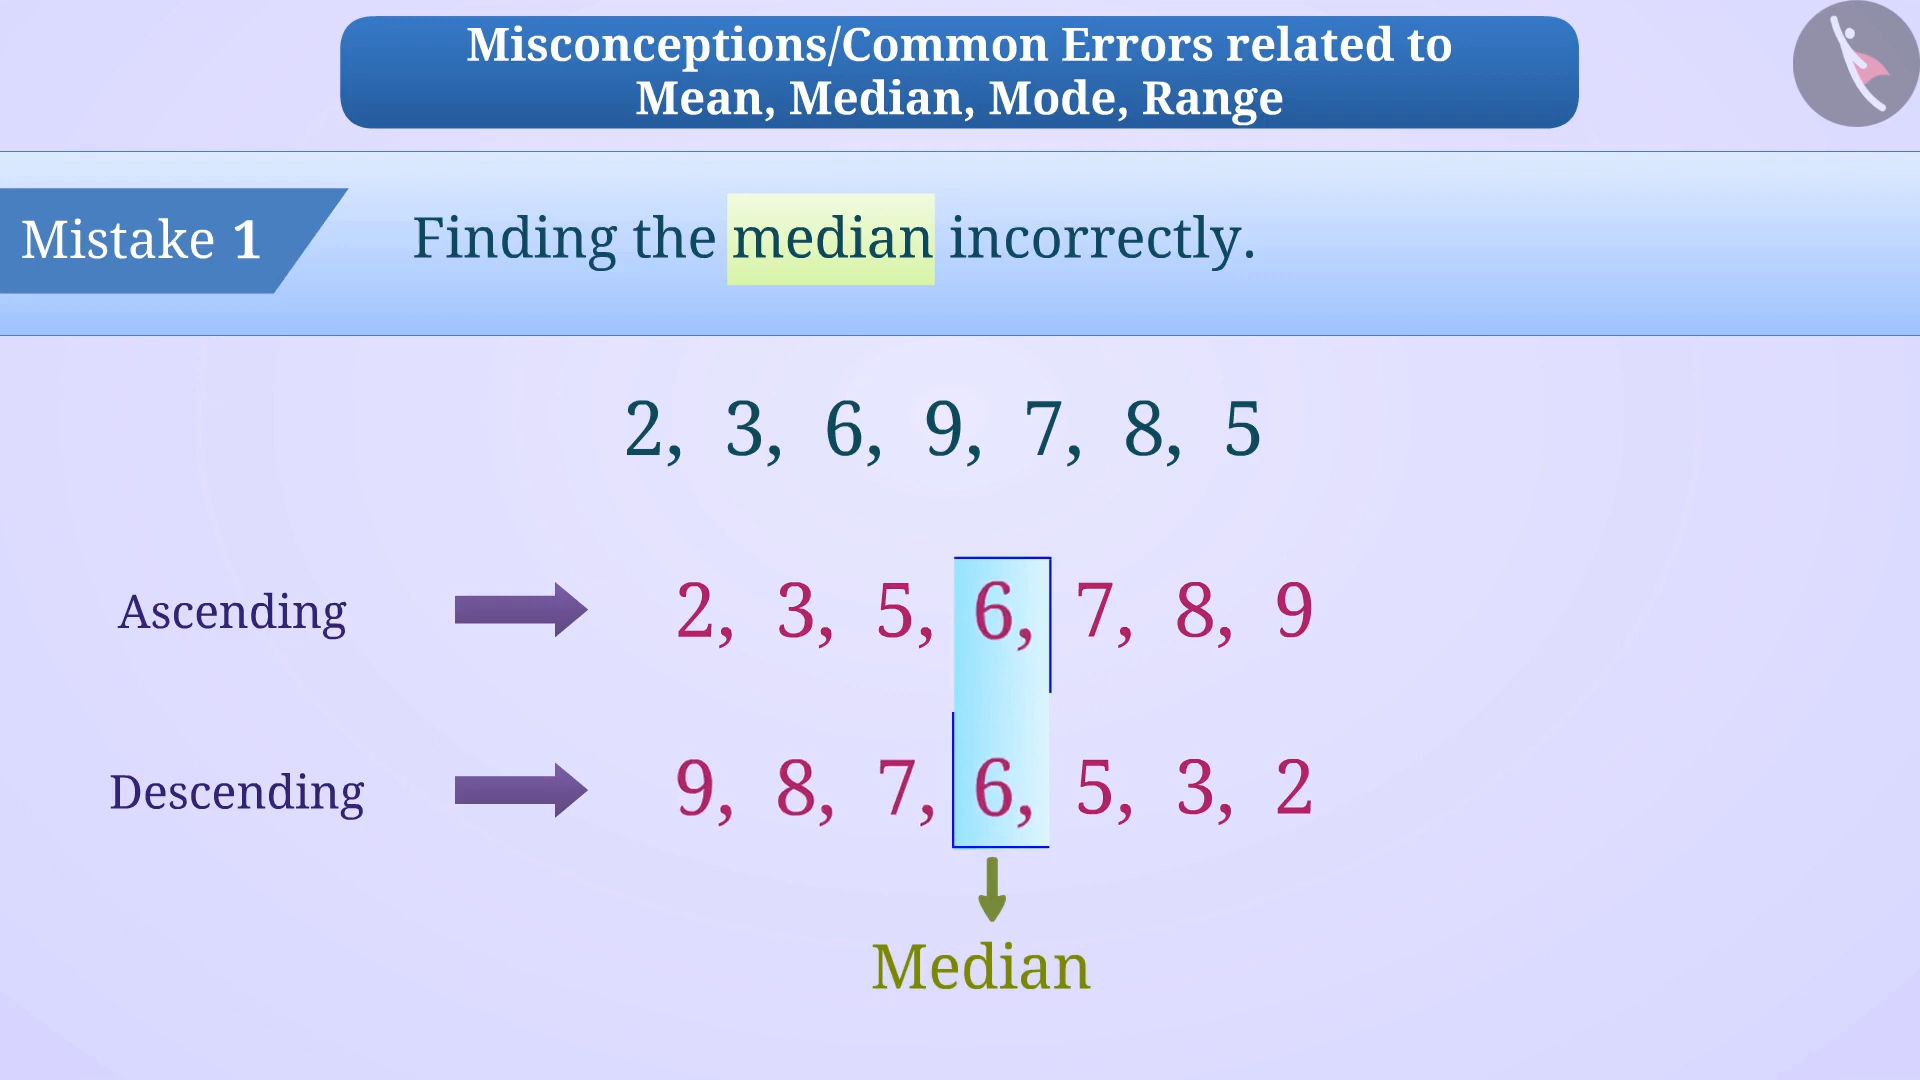 Misconceptions/Common Errors related to
Mean, Median, Mode, Range
Mistake 1
Finding the median incorrectly.
2, 3, 6, 9, 7, 8, 5
Ascending
2, 3, 5, 6, 7, 8, 9
Descending
9, 8, 7, 6, 5, 3, 2
Median